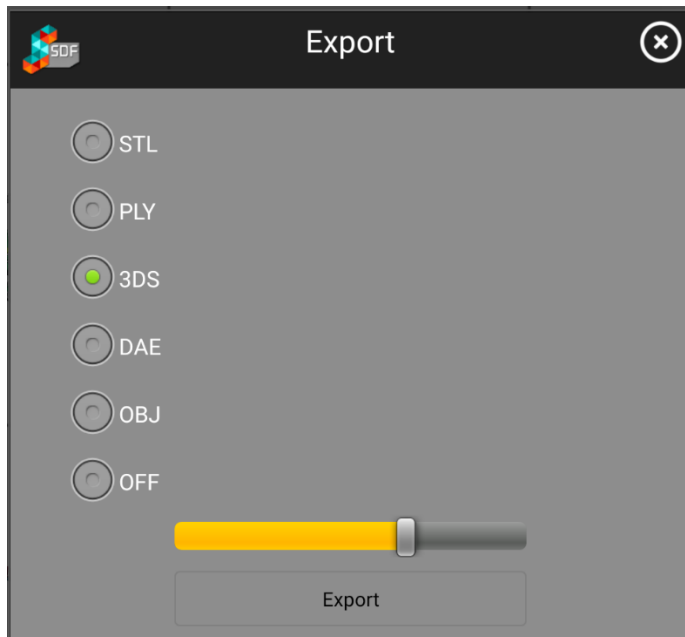 SDF
Export
STL
PLY
3DS
DAE
OBJ
OFF
Export